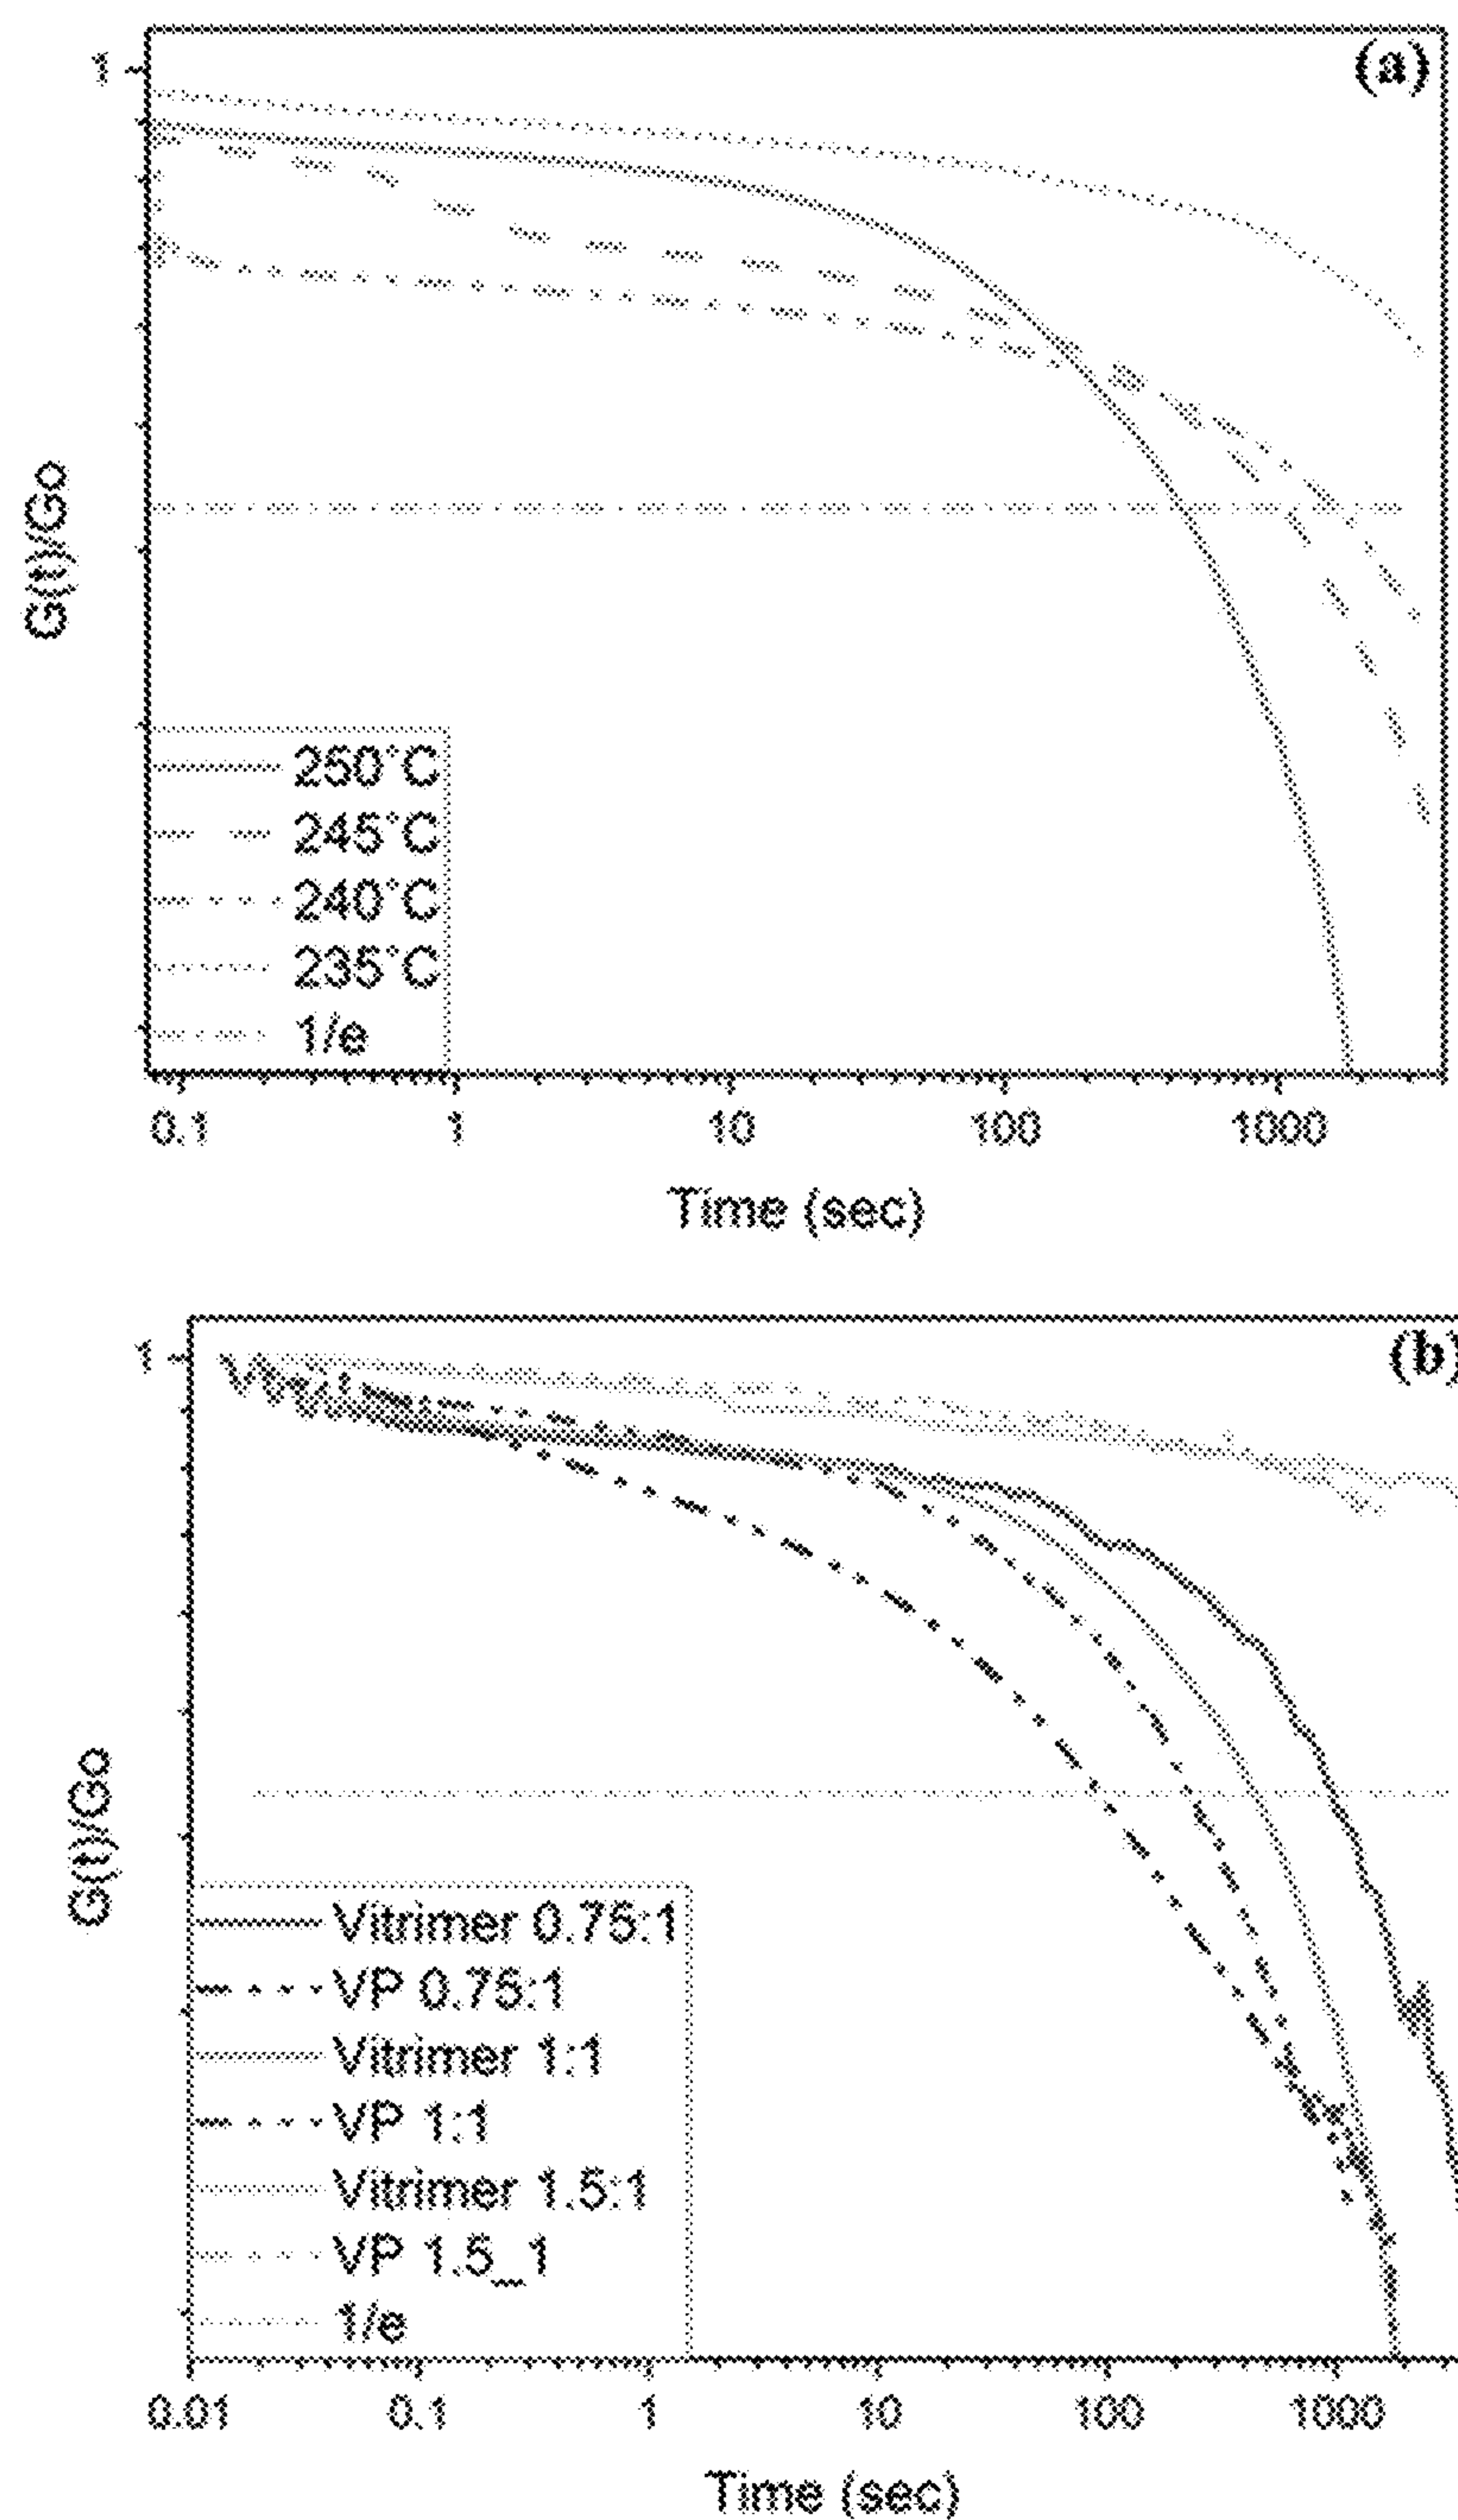 (a)
1
G(t)/Go
250°C
245°C
240°C
235°C
1/e
0.1 1 10 100 1000
Time (sec)
(b)
1
G(t)/Go
Vitrimer 0.75:1
VP 0.75:1
Vitrimer 1:1
VP 1:1
Vitrimer 1.5:1
VP 1.5_1
1/e
0.01 0.1 1 10 100 1000
Time (sec)